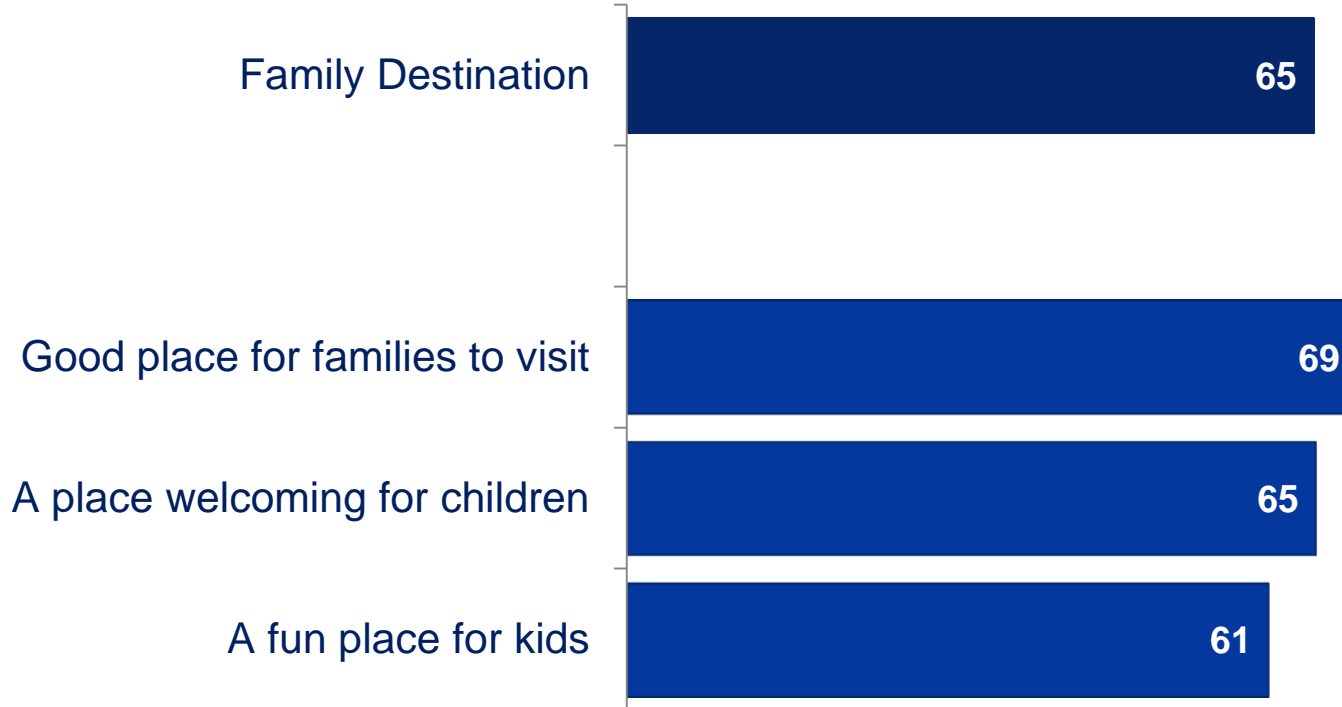 Family Destination 65
Good place for families to visit 69
A place welcoming for children 65
A fun place for kids 61